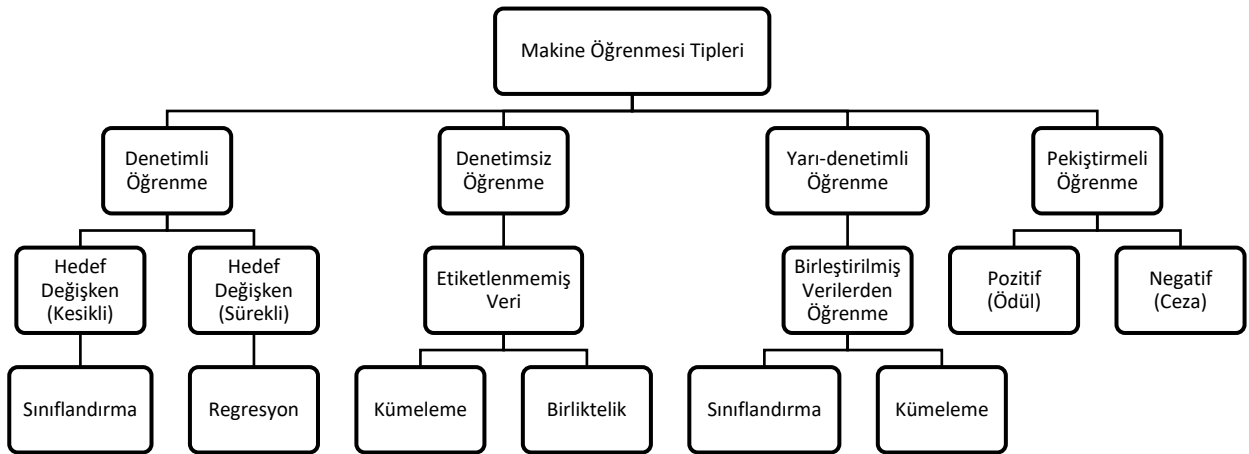 Makine Öğrenmesi Tipleri
Denetimli
Öğrenme
Denetimsiz
Öğrenme
Yarı-denetimli
Öğrenme
Pekiştirmeli
Öğrenme
Hedef
Değişken
(Kesikli)
Hedef
Değişken
(Sürekli)
Etiketlenmemiş
Veri
Birleştirilmiş
Verilerden
Öğrenme
Pozitif
(Ödül)
Negatif
(Ceza)
Sınıflandırma
Regresyon
Kümeleme
Birliktelik
Sınıflandırma
Kümeleme